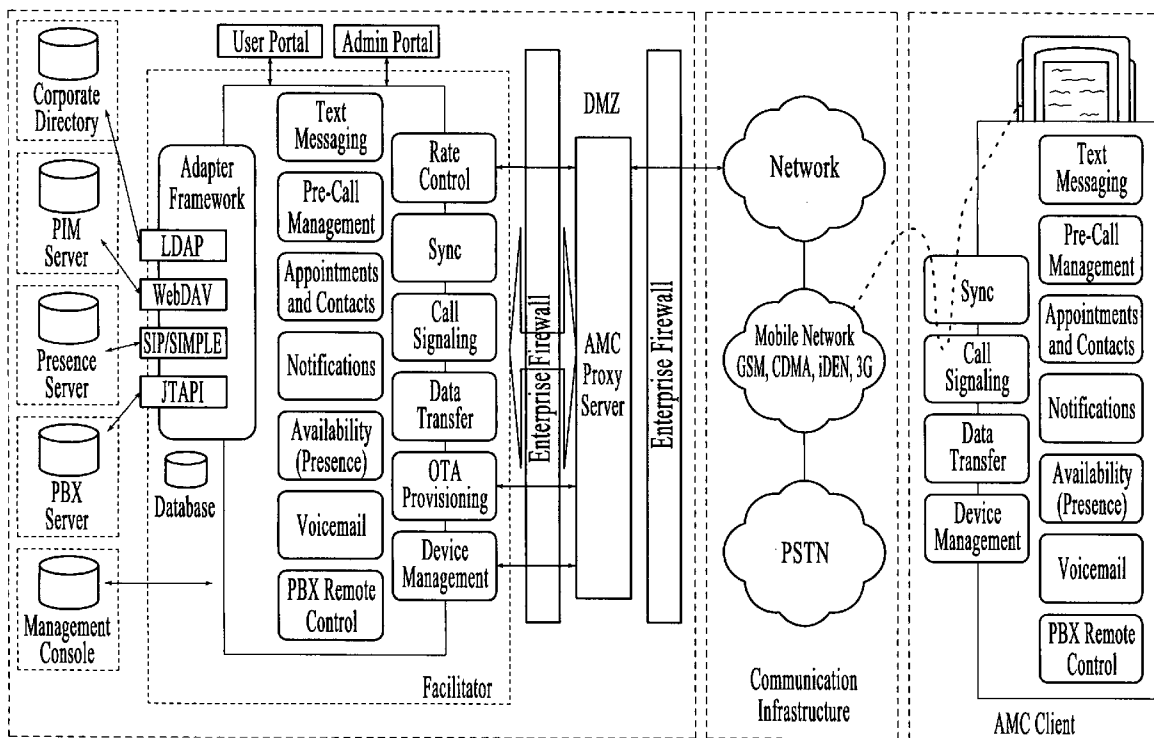 User Portal
Admin Portal
Corporate
Directory
PIM
Server
Presence
Server
PBX
Server
Management
Console
Adapter
Framework
LDAP
WebDAV
SIP/SIMPLE
JTAPI
Database
Text
Messaging
Pre-Call
Management
Appointments
and Contacts
Notifications
Availability
(Presence)
Voicemail
PBX Remote
Control
Rate
Control
Sync
Call
Signaling
Data
Transfer
OTA
Provisioning
Device
Management
Facilitator
Enterprise Firewall
DMZ
AMC
Proxy
Server
Enterprise Firewall
Network
Mobile Network
GSM, CDMA, iDEN, 3G
PSTN
Communication
Infrastructure
Sync
Call
Signaling
Data
Transfer
Device
Management
Text
Messaging
Pre-Call
Management
Appointments
and Contacts
Notifications
Availability
(Presence)
Voicemail
PBX Remote
Control
AMC Client